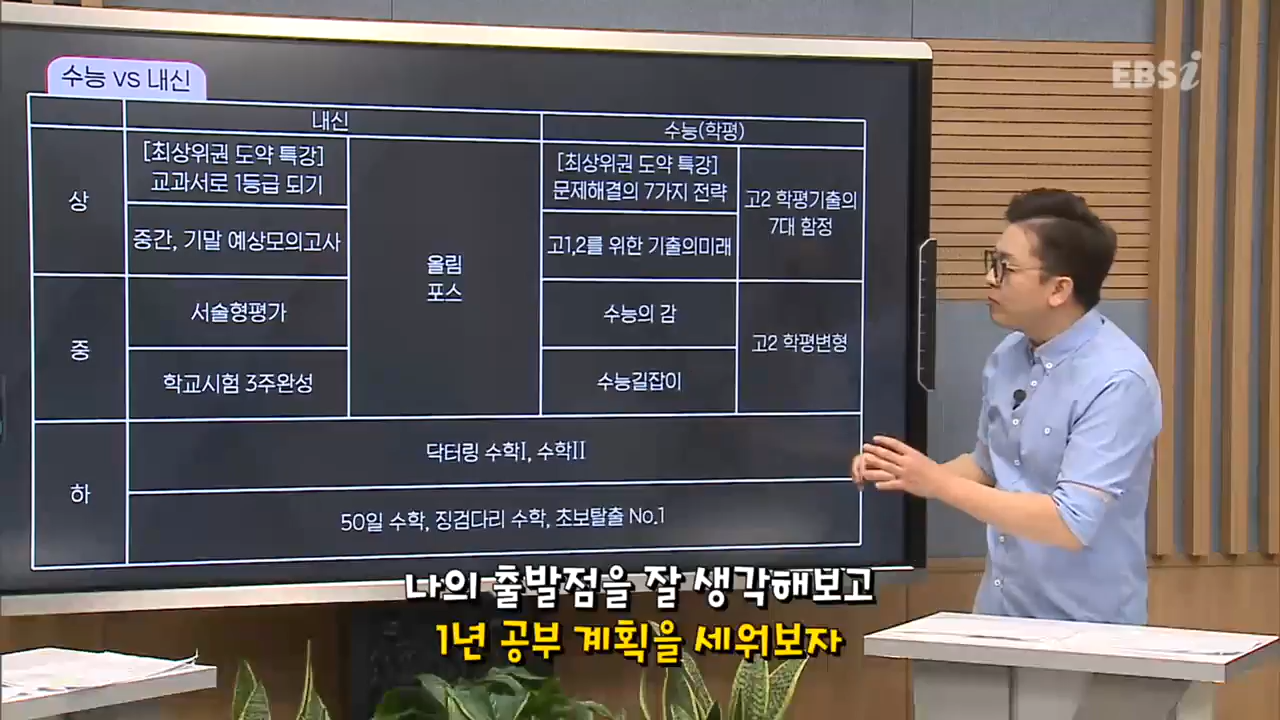 EBSi
수능 vs 내신
내신
수능(학평)
상
[최상위권 도약 특강]
교과서로 1등급 되기
중간, 기말 예상모의고사
올림
포스
[최상위권 도약 특강]
문제해결의 7가지 전략
고1,2를 위한 기출의미래
고2 학평기출의
7대 함정
중
서술형평가
학교시험 3주완성
수능의 감
수능길잡이
고2 학평변형
하
닥터링 수학I, 수학II
50일 수학, 징검다리 수학, 초보탈출 No.1
나의 출발점을 잘 생각해보고
1년 공부 계획을 세워보자